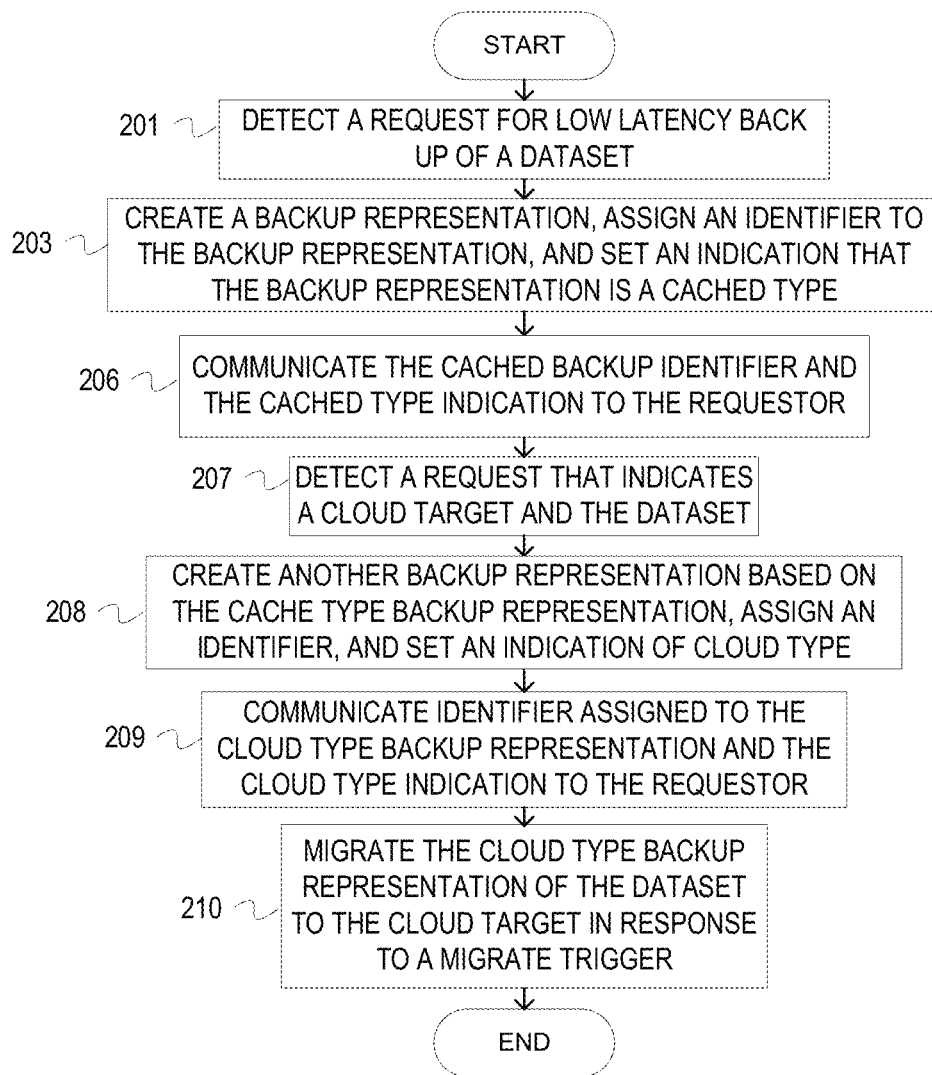 START
201
DETECT A REQUEST FOR LOW LATENCY BACK
UP OF A DATASET
203
CREATE A BACKUP REPRESENTATION, ASSIGN AN IDENTIFIER TO
THE BACKUP REPRESENTATION, AND SET AN INDICATION THAT
THE BACKUP REPRESENTATION IS A CACHED TYPE
206
COMMUNICATE THE CACHED BACKUP IDENTIFIER AND
THE CACHED TYPE INDICATION TO THE REQUESTOR
207
DETECT A REQUEST THAT INDICATES
A CLOUD TARGET AND THE DATASET
208
CREATE ANOTHER BACKUP REPRESENTATION BASED ON
THE CACHE TYPE BACKUP REPRESENTATION, ASSIGN AN
IDENTIFIER, AND SET AN INDICATION OF CLOUD TYPE
209
COMMUNICATE IDENTIFIER ASSIGNED TO THE
CLOUD TYPE BACKUP REPRESENTATION AND THE
CLOUD TYPE INDICATION TO THE REQUESTOR
210
MIGRATE THE CLOUD TYPE BACKUP
REPRESENTATION OF THE DATASET
TO THE CLOUD TARGET IN RESPONSE
TO A MIGRATE TRIGGER
END